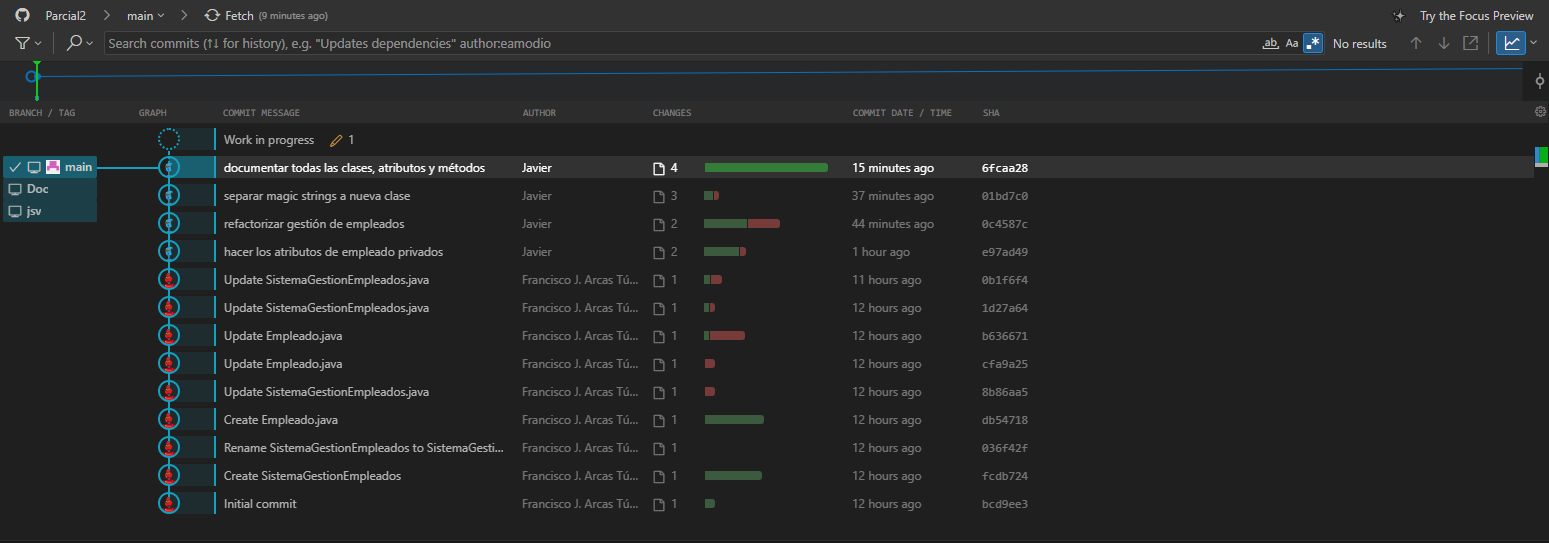 Parcial2 main Fetch (9 minutes ago) Try the Focus Preview
Search commits (↑↓ for history), e.g. "Updates dependencies" author:eamodio ab Aa .* No results
BRANCH / TAG GRAPH COMMIT MESSAGE AUTHOR CHANGES COMMIT DATE / TIME SHA
Work in progress 1
main documentar todas las clases, atributos y métodos Javier 4 15 minutes ago 6fcaa28
Doc
separar magic strings a nueva clase Javier 3 37 minutes ago 01bd7c0
jsv
refactorizar gestión de empleados Javier 2 44 minutes ago 0c4587c
hacer los atributos de empleado privados Javier 2 1 hour ago e97ad49
Update SistemaGestionEmpleados.java Francisco J. Arcas Tú... 1 11 hours ago 0b1f6f4
Update SistemaGestionEmpleados.java Francisco J. Arcas Tú... 1 12 hours ago 1d27a64
Update Empleado.java Francisco J. Arcas Tú... 1 12 hours ago b636671
Update Empleado.java Francisco J. Arcas Tú... 1 12 hours ago cfa9a25
Update SistemaGestionEmpleados.java Francisco J. Arcas Tú... 1 12 hours ago 8b86aa5
Create Empleado.java Francisco J. Arcas Tú... 1 12 hours ago db54718
Rename SistemaGestionEmpleados to SistemaGesti... Francisco J. Arcas Tú... 1 12 hours ago 036f42f
Create SistemaGestionEmpleados Francisco J. Arcas Tú... 1 12 hours ago fcdb724
Initial commit Francisco J. Arcas Tú... 1 12 hours ago bcd9ee3